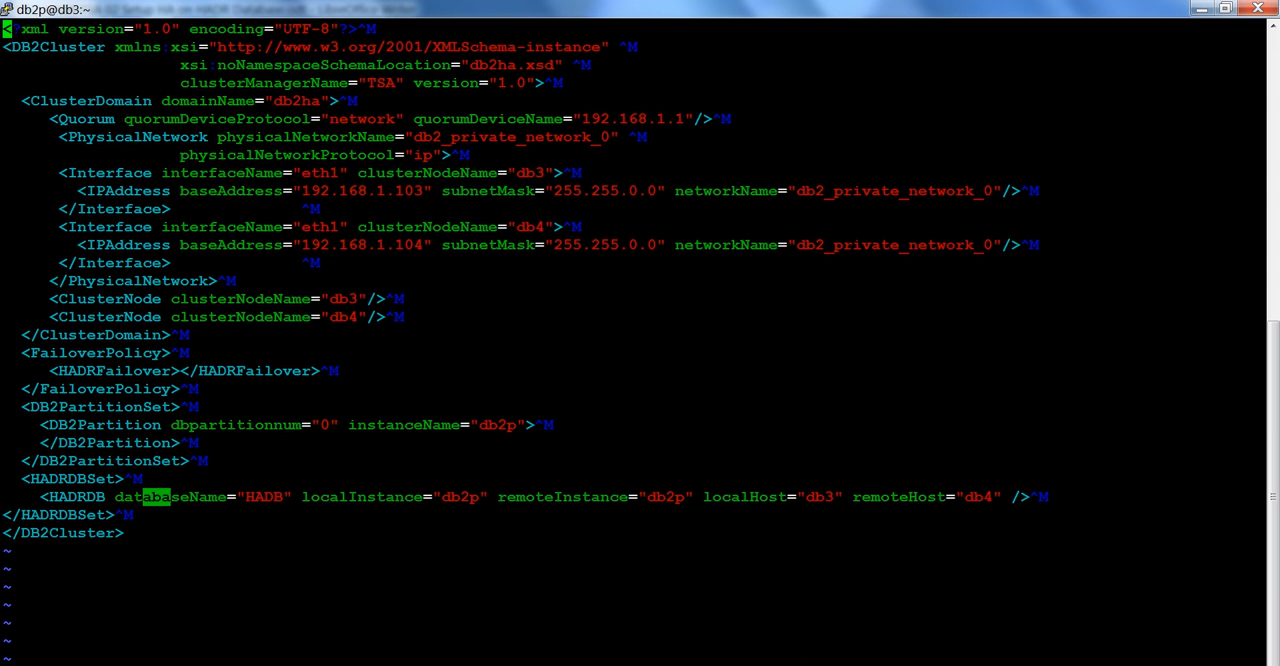 db2p@db3:~
<?xml version="1.0" encoding="UTF-8"?>^M
<DB2Cluster xmlns:xsi="http://www.w3.org/2001/XMLSchema-instance" ^M
                   xsi:noNamespaceSchemaLocation="db2ha.xsd" ^M
                   clusterManagerName="TSA" version="1.0">^M
  <ClusterDomain domainName="db2ha">^M
     <Quorum quorumDeviceProtocol="network" quorumDeviceName="192.168.1.1"/>^M
      <PhysicalNetwork physicalNetworkName="db2_private_network_0" ^M
                   physicalNetworkProtocol="ip">^M
      <Interface interfaceName="eth1" clusterNodeName="db3">^M
        <IPAddress baseAddress="192.168.1.103" subnetMask="255.255.0.0" networkName="db2_private_network_0"/>^M
      </Interface>              ^M
      <Interface interfaceName="eth1" clusterNodeName="db4">^M
        <IPAddress baseAddress="192.168.1.104" subnetMask="255.255.0.0" networkName="db2_private_network_0"/>^M
      </Interface>              ^M
     </PhysicalNetwork>^M
     <ClusterNode clusterNodeName="db3"/>^M
     <ClusterNode clusterNodeName="db4"/>^M
  </ClusterDomain>^M
  <FailoverPolicy>^M
     <HADRFailover></HADRFailover>^M
  </FailoverPolicy>^M
  <DB2PartitionSet>^M
    <DB2Partition dbpartitionnum="0" instanceName="db2p">^M
    </DB2Partition>^M
  </DB2PartitionSet>^M
  <HADRDBSet>^M
    <HADRDB databaseName="HADB" localInstance="db2p" remoteInstance="db2p" localHost="db3" remoteHost="db4" />^M
</HADRDBSet>^M
</DB2Cluster>
~
~
~
~
~
~
~